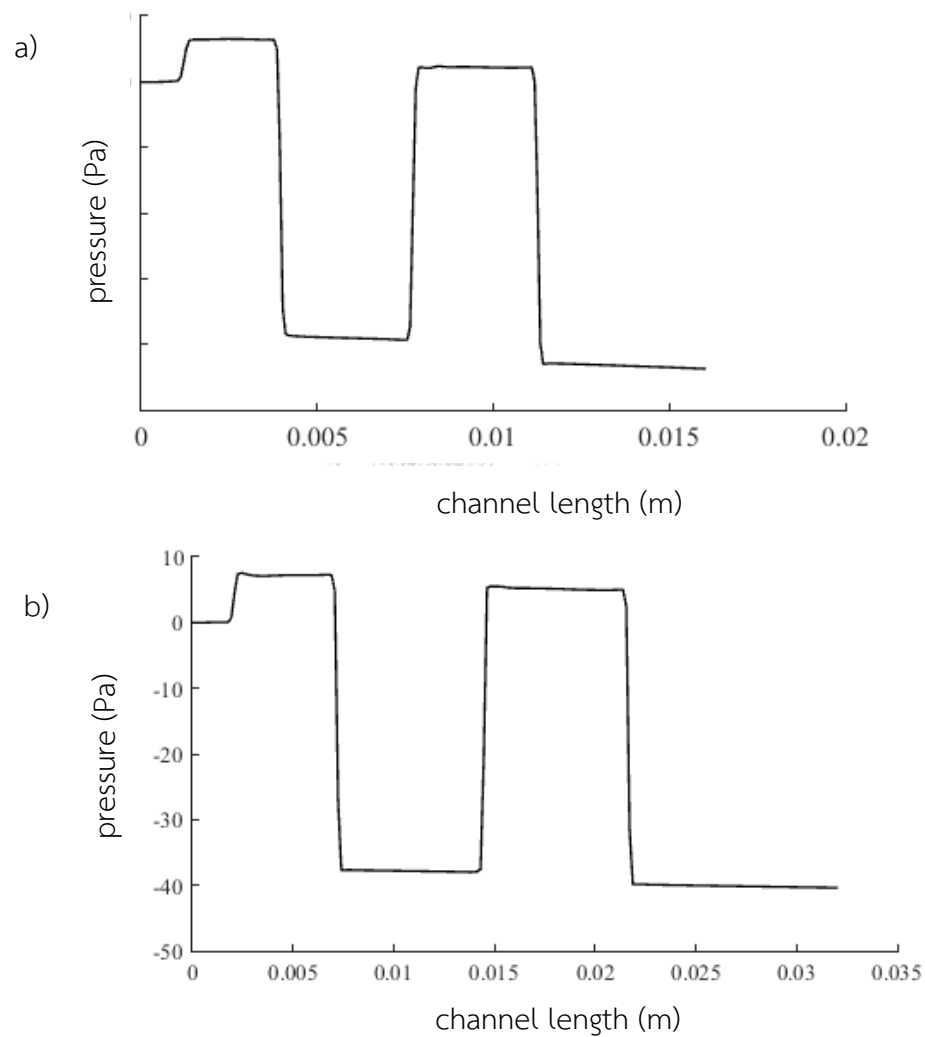 a)
pressure (Pa)
0 0.005 0.01 0.015 0.02
channel length (m)
b)
pressure (Pa)
10
0
-10
-20
-30
-40
-50
0 0.005 0.01 0.015 0.02 0.025 0.03 0.035
channel length (m)